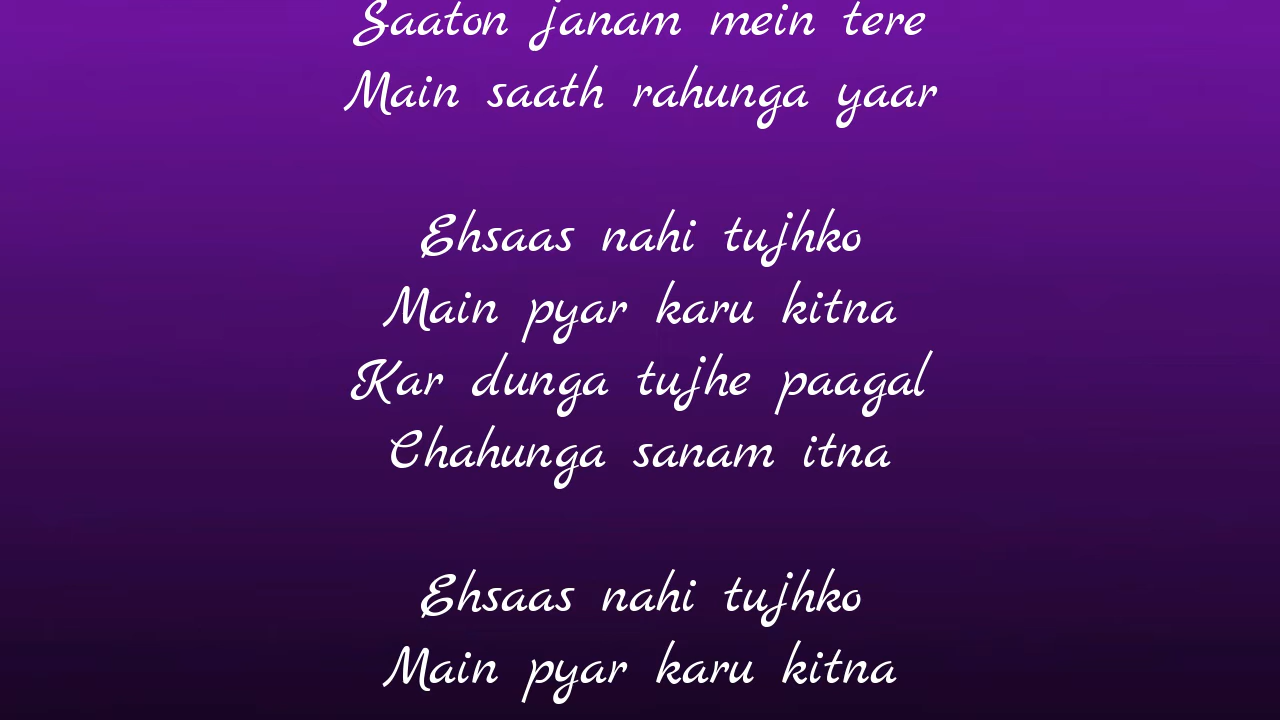 Saaton janam mein tere
Main saath rahunga yaar
Ehsaas nahi tujhko
Main pyar karu kitna
Kar dunga tujhe paagal
Chahunga sanam itna
Ehsaas nahi tujhko
Main pyar karu kitna